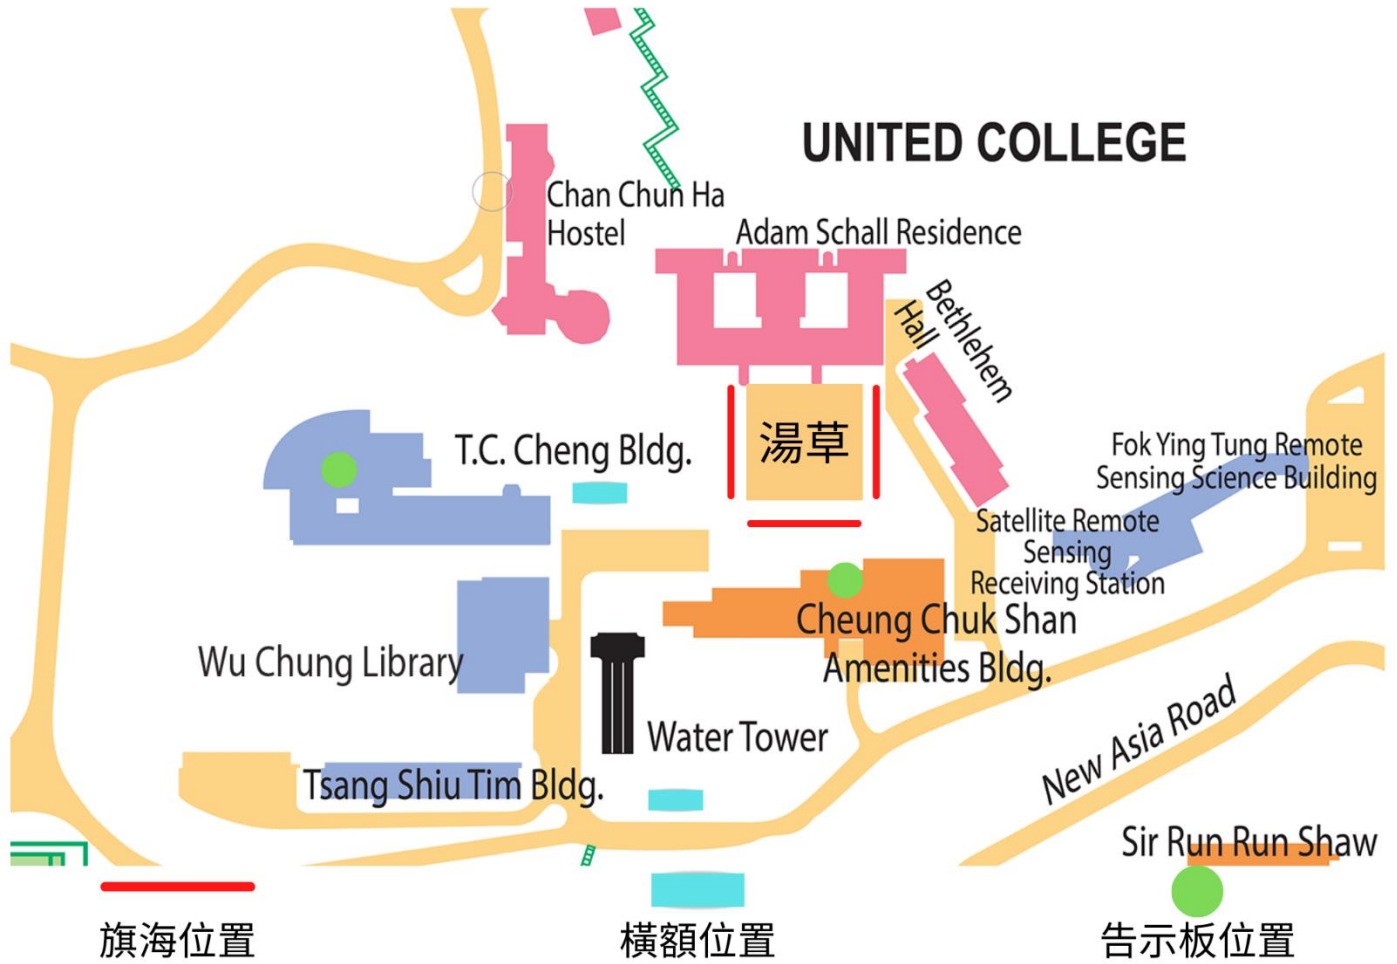 UNITED COLLEGE
Chan Chun Ha
Hostel
Adam Schall Residence
Bethlehem
Hall
湯草
T.C. Cheng Bldg.
Fok Ying Tung Remote
Sensing Science Building
Satellite Remote
Sensing
Receiving Station
Cheung Chuk Shan
Amenities Bldg.
Wu Chung Library
Water Tower
New Asia Road
Tsang Shiu Tim Bldg.
Sir Run Run Shaw
旗海位置
橫額位置
告示板位置